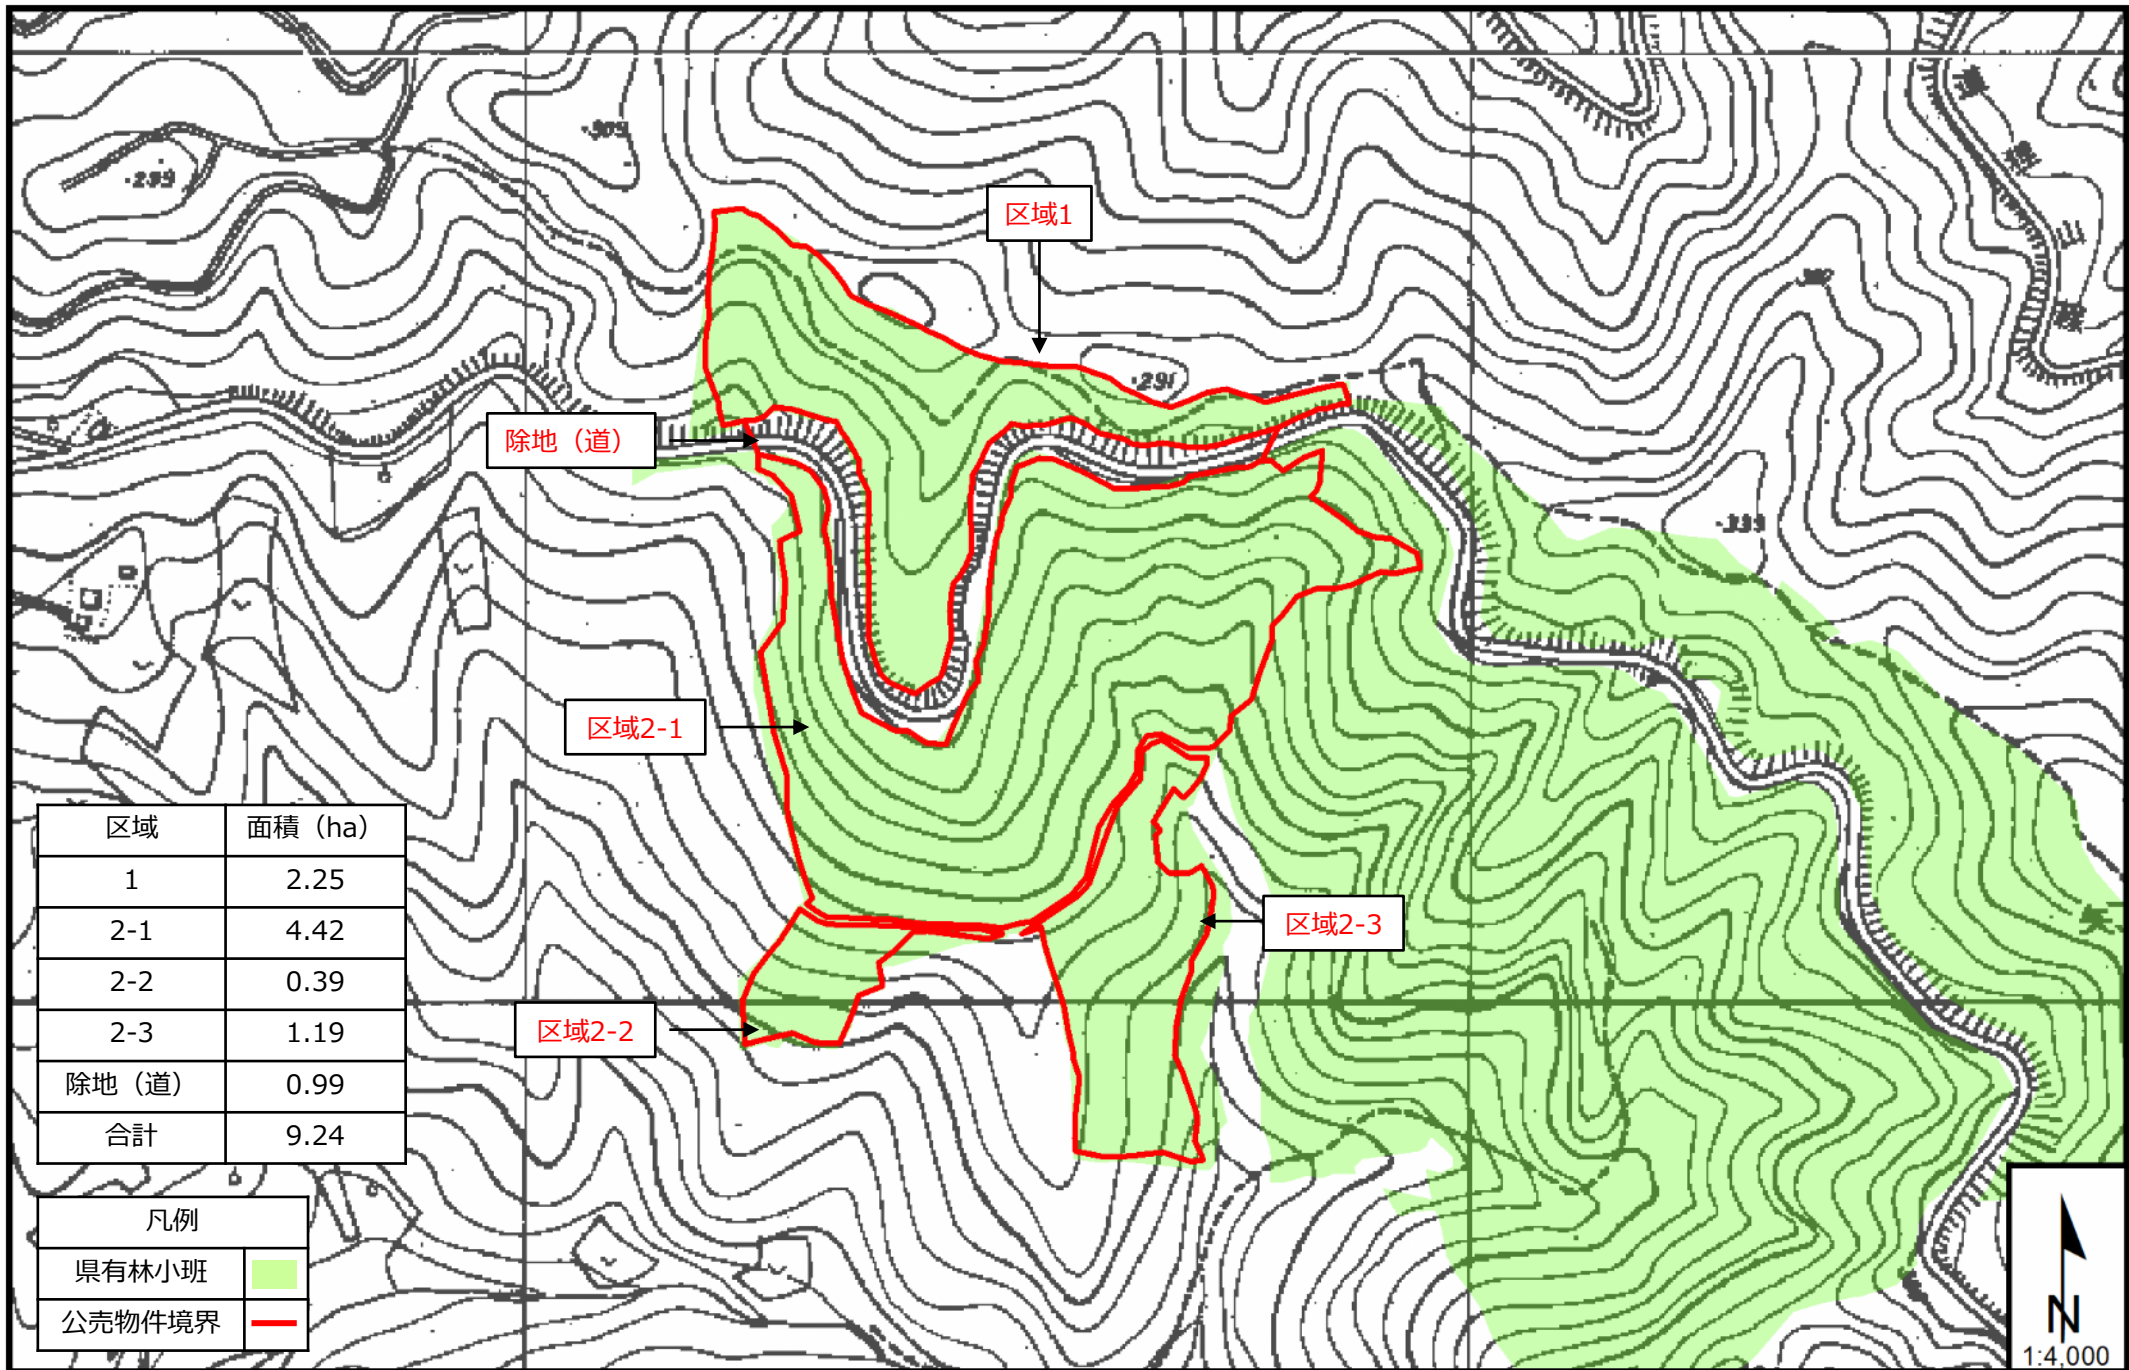 ・299
区域1
・291
除地（道）
区域2-1
区域2-3
区域2-2
区域 面積（ha）
1 2.25
2-1 4.42
2-2 0.39
2-3 1.19
除地（道） 0.99
合計 9.24
凡例
県有林小班
公売物件境界
N
1:4,000